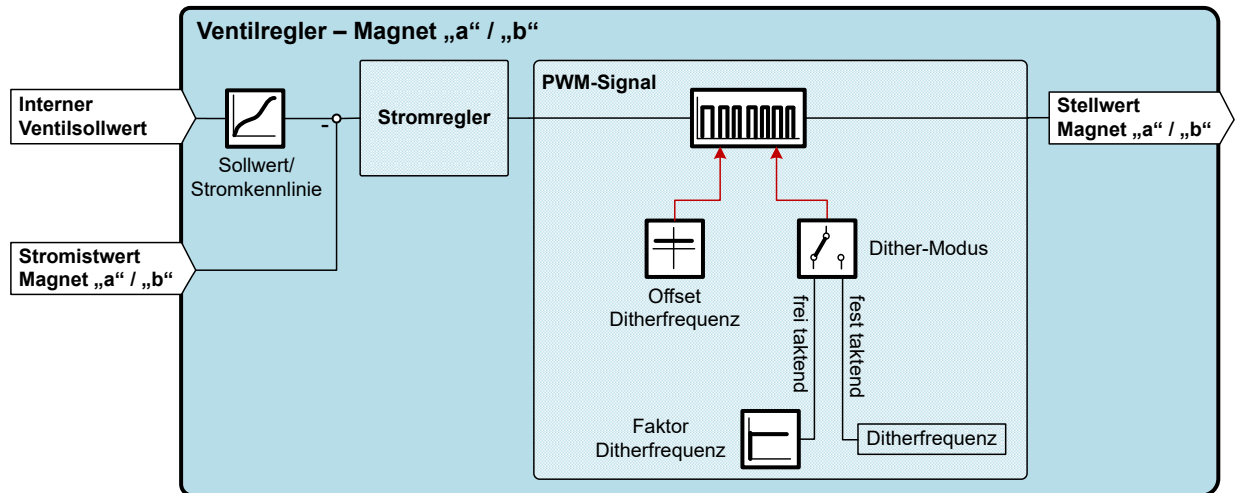 Ventilregler – Magnet „a“ / „b“
Interner
Ventilsollwert
Sollwert/
Stromkennlinie
-
Stromregler
PWM-Signal
Stellwert
Magnet „a“ / „b“
Stromistwert
Magnet „a“ / „b“
Offset
Ditherfrequenz
Dither-Modus
frei taktend
fest taktend
Faktor
Ditherfrequenz
Ditherfrequenz